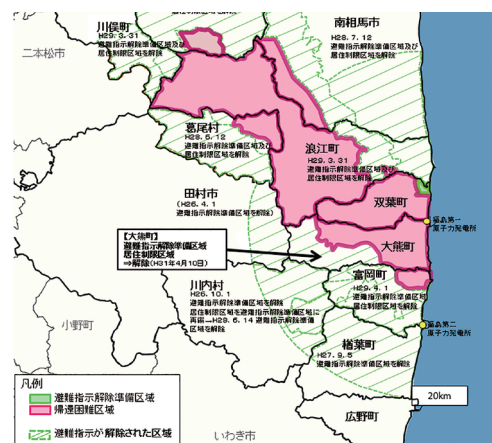 川俣町
H29.3.31
避難指示解除準備区域及び
居住制限区域を解除
南相馬市
H28.7.12
避難指示解除準備区域及び
居住制限区域を解除
二本松市
葛尾村
H28.6.12
避難指示解除準備区域及び
居住制限区域を解除
浪江町
H29.3.31
避難指示解除準備区域及び
居住制限区域を解除
田村市
(H26.4.1
避難指示解除準備区域を解除)
双葉町
福島第一
原子力発電所
【大熊町】
避難指示解除準備区域
居住制限区域
⇒解除(H31年4月10日)
大熊町
富岡町
H29.4.1
避難指示解除準備区域及び
居住制限区域を解除
川内村
H26.10.1
避難指示解除準備区域を解除
居住制限区域を避難指示解除準備区域に
再編→H28.6.14 避難指示解除準備区域
を解除
小野町
福島第二
原子力発電所
楢葉町
H27.9.5
避難指示解除準備区域を解除
凡例
避難指示解除準備区域
帰還困難区域
避難指示が解除された区域
20km
広野町
いわき市